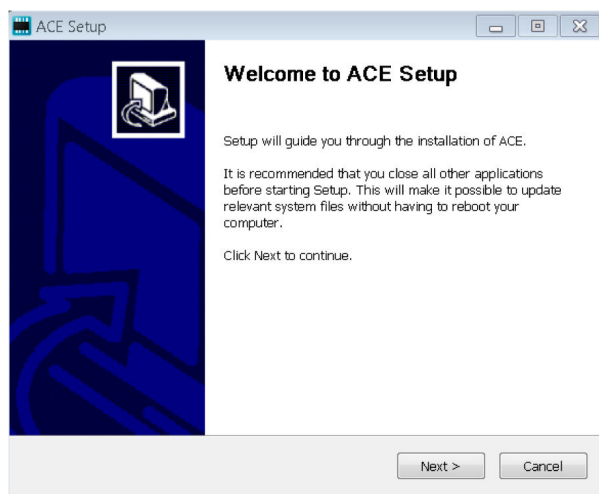 ACE Setup
Welcome to ACE Setup
Setup will guide you through the installation of ACE.
It is recommended that you close all other applications
before starting Setup. This will make it possible to update
relevant system files without having to reboot your
computer.
Click Next to continue.
Next >
Cancel